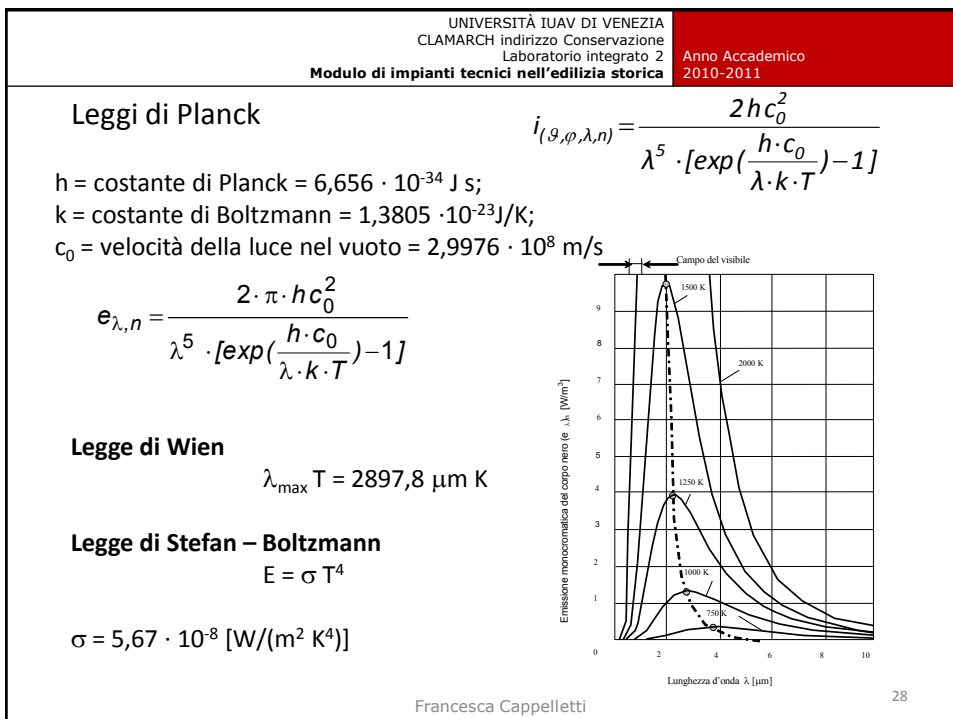 UNIVERSITÀ IUAV DI VENEZIA
CLAMARCH indirizzo Conservazione
Laboratorio integrato 2
Modulo di impianti tecnici nell'edilizia storica
Anno Accademico
2010-2011
Leggi di Planck
i(ϑ,φ,λ,n) = 2hc₀² / λ⁵ ·[exp(h·c₀ / λ·k·T)−1]
h = costante di Planck = 6,656 · 10⁻³⁴ J s;
k = costante di Boltzmann = 1,3805 ·10⁻²³J/K;
c₀ = velocità della luce nel vuoto = 2,9976 · 10⁸ m/s
e λ,n = 2·π·hc₀² / λ⁵ ·[exp(h·c₀ / λ·k·T)−1]
Legge di Wien
λmax T = 2897,8 μm K
Legge di Stefan – Boltzmann
E = σ T⁴
σ = 5,67 · 10⁻⁸ [W/(m² K⁴)]
Campo del visibile
1500 K
2000 K
1250 K
1000 K
750 K
9
8
7
6
5
4
3
2
1
0
2
4
6
8
10
Emissione monocromatica del corpo nero (e λ,n [W/m³]
Lunghezza d'onda λ [μm]
Francesca Cappelletti
28